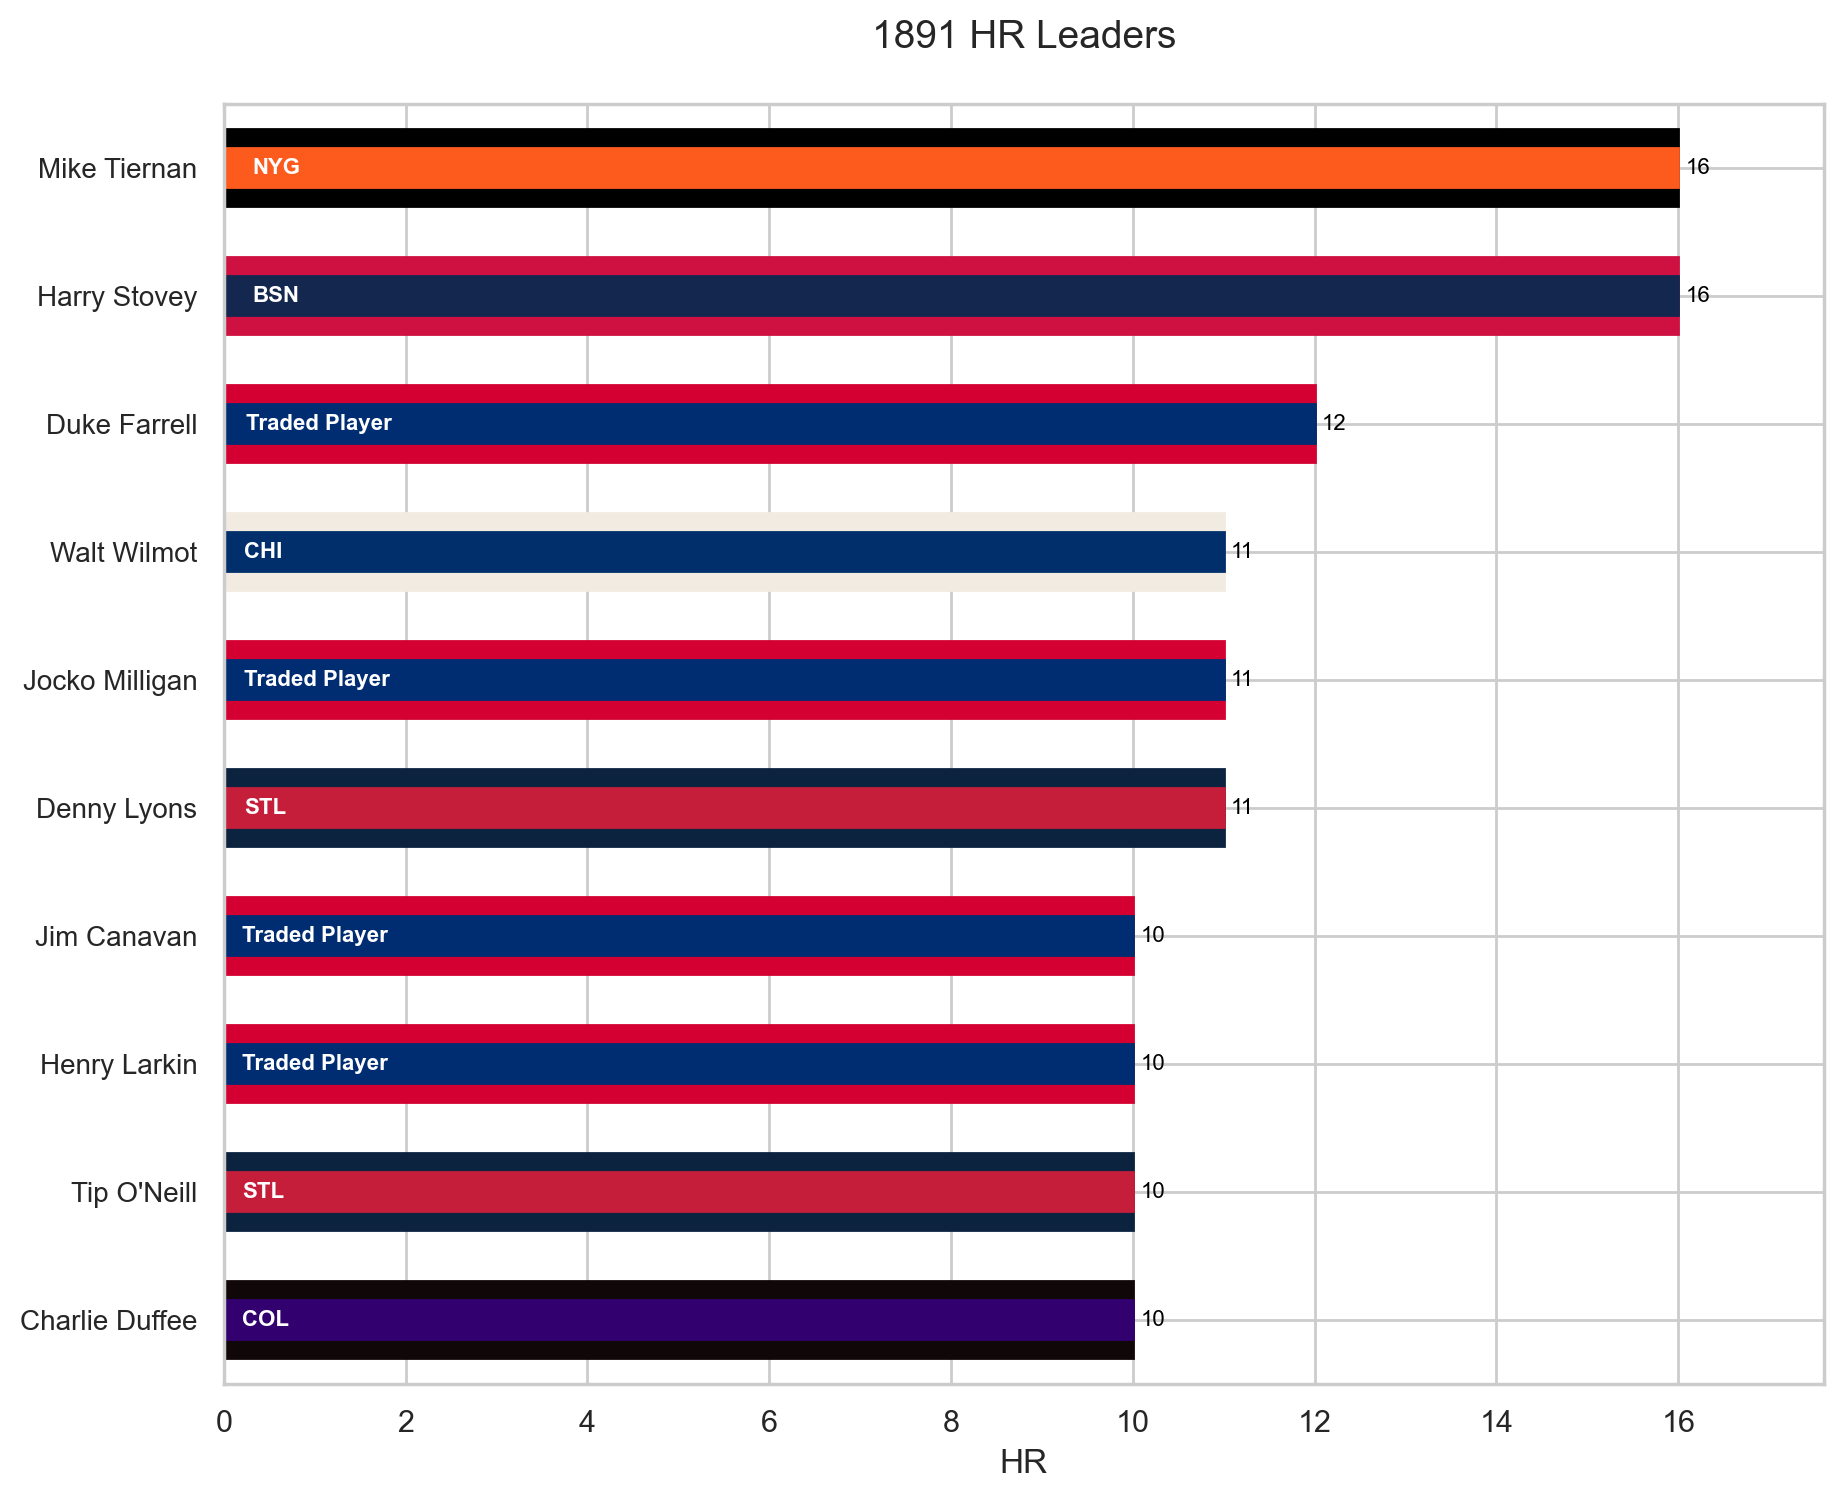 1891 HR Leaders
Mike Tiernan NYG 16
Harry Stovey BSN 16
Duke Farrell Traded Player 12
Walt Wilmot CHI 11
Jocko Milligan Traded Player 11
Denny Lyons STL 11
Jim Canavan Traded Player 10
Henry Larkin Traded Player 10
Tip O'Neill STL 10
Charlie Duffee COL 10
0 2 4 6 8 10 12 14 16
HR